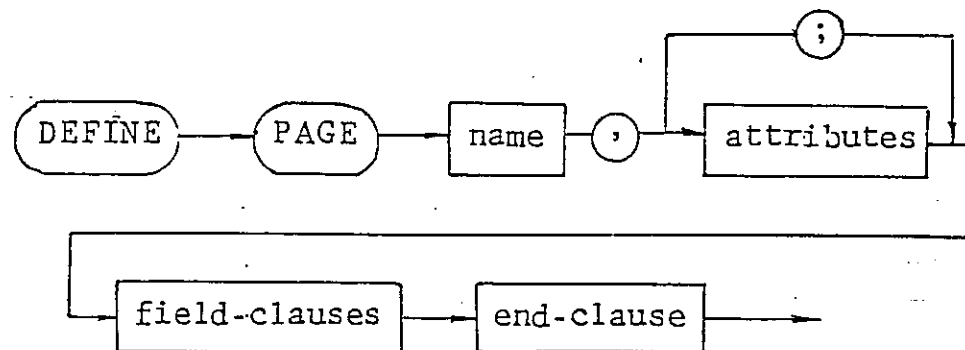 ;
DEFINE PAGE name , attributes
field-clauses end-clause